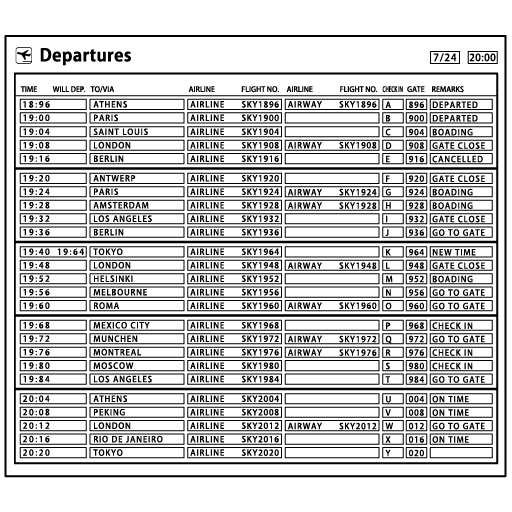 Departures 7/24 20:00
TIME WILL DEP. TO/VIA AIRLINE FLIGHT NO. AIRLINE FLIGHT NO. CHECK IN GATE REMARKS
18:96 ATHENS AIRLINE SKY1896 AIRWAY SKY1896 A 896 DEPARTED
19:00 PARIS AIRLINE SKY1900 B 900 DEPARTED
19:04 SAINT LOUIS AIRLINE SKY1904 C 904 BOADING
19:08 LONDON AIRLINE SKY1908 AIRWAY SKY1908 D 908 GATE CLOSE
19:16 BERLIN AIRLINE SKY1916 E 916 CANCELLED
19:20 ANTWERP AIRLINE SKY1920 F 920 GATE CLOSE
19:24 PARIS AIRLINE SKY1924 AIRWAY SKY1924 G 924 BOADING
19:28 AMSTERDAM AIRLINE SKY1928 AIRWAY SKY1928 H 928 BOADING
19:32 LOS ANGELES AIRLINE SKY1932 I 932 GATE CLOSE
19:36 BERLIN AIRLINE SKY1936 J 936 GO TO GATE
19:40 19:64 TOKYO AIRLINE SKY1964 K 964 NEW TIME
19:48 LONDON AIRLINE SKY1948 AIRWAY SKY1948 L 948 GATE CLOSE
19:52 HELSINKI AIRLINE SKY1952 M 952 BOADING
19:56 MELBOURNE AIRLINE SKY1956 N 956 GO TO GATE
19:60 ROMA AIRLINE SKY1960 AIRWAY SKY1960 O 960 GO TO GATE
19:68 MEXICO CITY AIRLINE SKY1968 P 968 CHECK IN
19:72 MUNCHEN AIRLINE SKY1972 AIRWAY SKY1972 Q 972 GO TO GATE
19:76 MONTREAL AIRLINE SKY1976 AIRWAY SKY1976 R 976 CHECK IN
19:80 MOSCOW AIRLINE SKY1980 S 980 CHECK IN
19:84 LOS ANGELES AIRLINE SKY1984 T 984 GO TO GATE
20:04 ATHENS AIRLINE SKY2004 U 004 ON TIME
20:08 PEKING AIRLINE SKY2008 V 008 ON TIME
20:12 LONDON AIRLINE SKY2012 AIRWAY SKY2012 W 012 GO TO GATE
20:16 RIO DE JANEIRO AIRLINE SKY2016 X 016 ON TIME
20:20 TOKYO AIRLINE SKY2020 Y 020